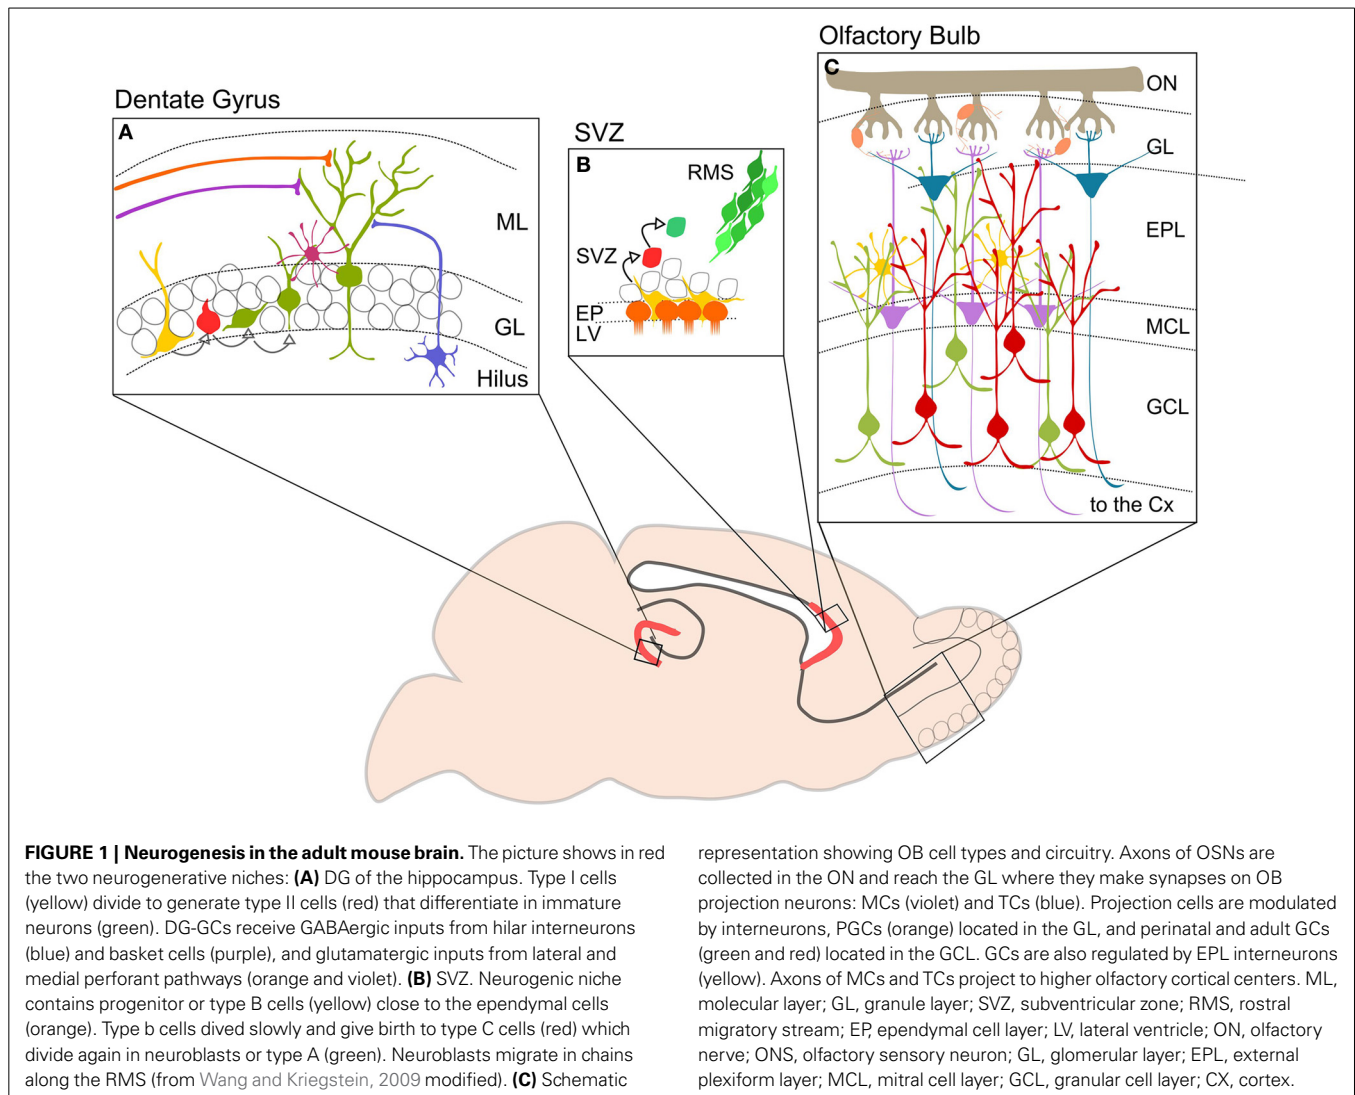 Olfactory Bulb
C
ON
GL
EPL
MCL
GCL
to the Cx
Dentate Gyrus
A
ML
GL
Hilus
SVZ
B
RMS
SVZ
EP
LV
FIGURE 1 | Neurogenesis in the adult mouse brain. The picture shows in red
the two neurogenerative niches: (A) DG of the hippocampus. Type I cells
(yellow) divide to generate type II cells (red) that differentiate in immature
neurons (green). DG-GCs receive GABAergic inputs from hilar interneurons
(blue) and basket cells (purple), and glutamatergic inputs from lateral and
medial perforant pathways (orange and violet). (B) SVZ. Neurogenic niche
contains progenitor or type B cells (yellow) close to the ependymal cells
(orange). Type b cells dived slowly and give birth to type C cells (red) which
divide again in neuroblasts or type A (green). Neuroblasts migrate in chains
along the RMS (from Wang and Kriegstein, 2009 modified). (C) Schematic
representation showing OB cell types and circuitry. Axons of OSNs are
collected in the ON and reach the GL where they make synapses on OB
projection neurons: MCs (violet) and TCs (blue). Projection cells are modulated
by interneurons, PGCs (orange) located in the GL, and perinatal and adult GCs
(green and red) located in the GCL. GCs are also regulated by EPL interneurons
(yellow). Axons of MCs and TCs project to higher olfactory cortical centers. ML,
molecular layer; GL, granule layer; SVZ, subventricular zone; RMS, rostral
migratory stream; EP, ependymal cell layer; LV, lateral ventricle; ON, olfactory
nerve; ONS, olfactory sensory neuron; GL, glomerular layer; EPL, external
plexiform layer; MCL, mitral cell layer; GCL, granular cell layer; CX, cortex.